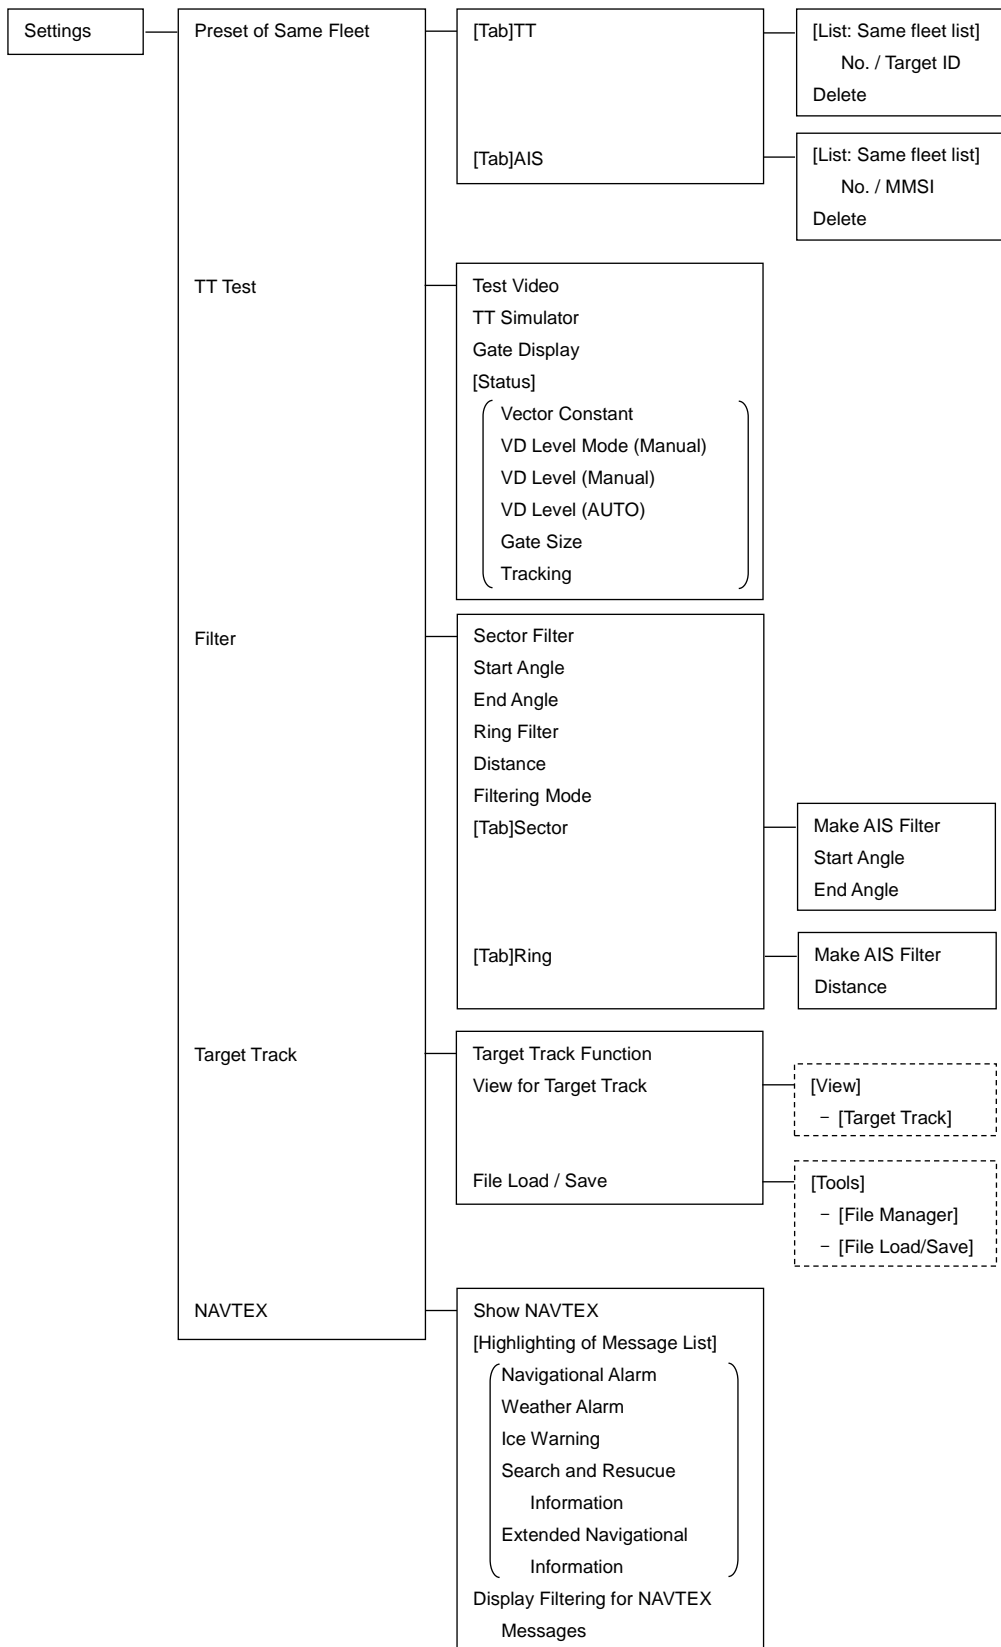 Settings
Preset of Same Fleet
[Tab]TT
[List: Same fleet list]
No. / Target ID
Delete
[Tab]AIS
[List: Same fleet list]
No. / MMSI
Delete
TT Test
Test Video
TT Simulator
Gate Display
[Status]
Vector Constant
VD Level Mode (Manual)
VD Level (Manual)
VD Level (AUTO)
Gate Size
Tracking
Filter
Sector Filter
Start Angle
End Angle
Ring Filter
Distance
Filtering Mode
[Tab]Sector
Make AIS Filter
Start Angle
End Angle
[Tab]Ring
Make AIS Filter
Distance
Target Track
Target Track Function
View for Target Track
[View]
− [Target Track]
File Load / Save
[Tools]
− [File Manager]
− [File Load/Save]
NAVTEX
Show NAVTEX
[Highlighting of Message List]
Navigational Alarm
Weather Alarm
Ice Warning
Search and Resucue
Information
Extended Navigational
Information
Display Filtering for NAVTEX
Messages